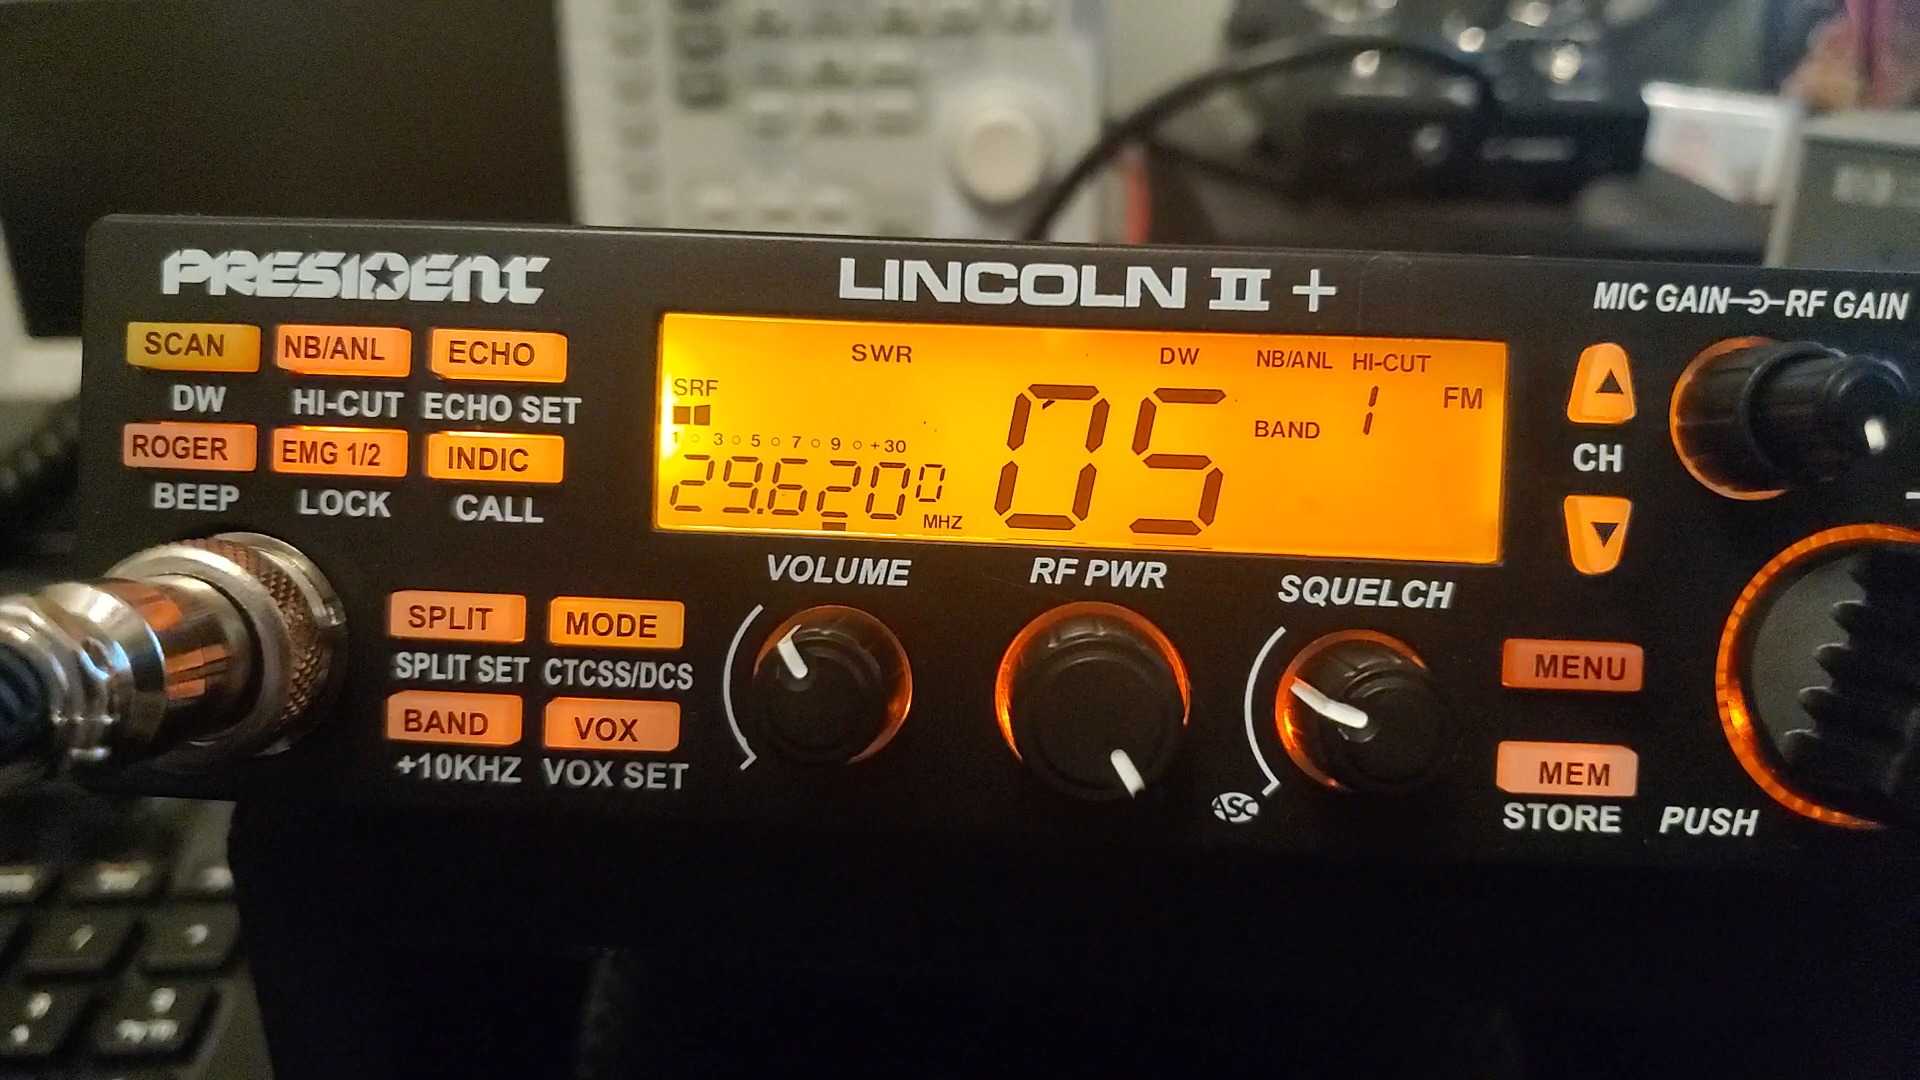 PRESIDENT
LINCOLN II +
MIC GAIN RF GAIN
SCAN NB/ANL ECHO
DW HI-CUT ECHO SET
ROGER EMG 1/2 INDIC
BEEP LOCK CALL
SWR DW NB/ANL HI-CUT
SRF
05
BAND 1 FM
1 3 5 7 9 +30
29.6200 MHZ
CH
VOLUME RF PWR SQUELCH
SPLIT MODE
SPLIT SET CTCSS/DCS
BAND VOX
+10KHZ VOX SET
ASC
MENU
MEM
STORE PUSH